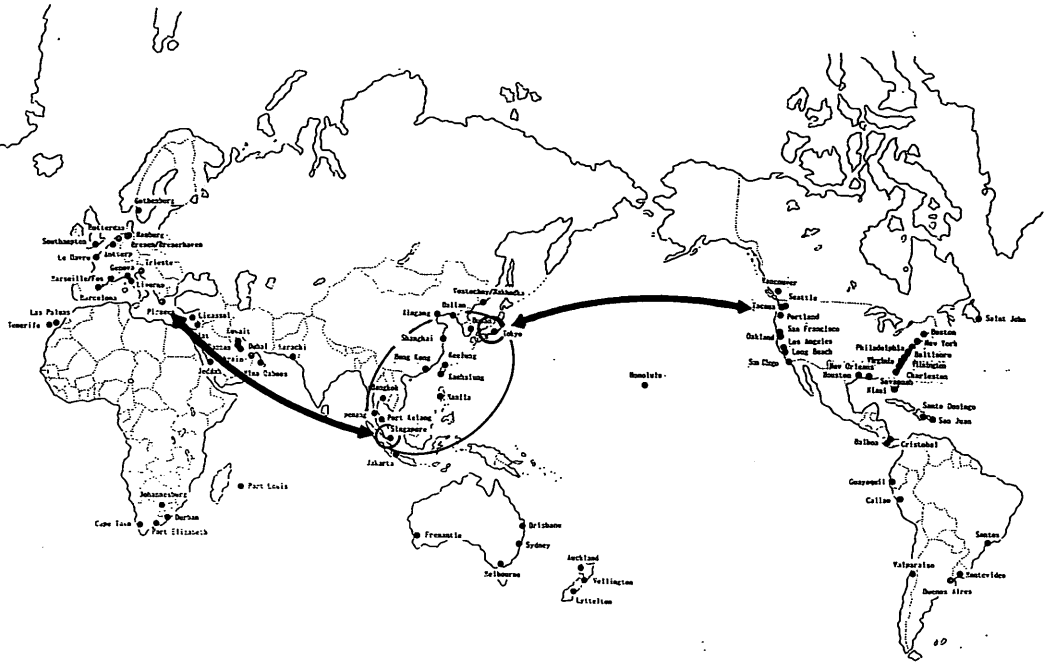 Gothenburg
Hamburg
Southampton
Bremen/Bremerhaven
Le Havre
Antwerp
Genova
Trieste
Marseille/Fos
Livorno
Barcelona
Las Palmas
Tenerife
Limassol
Kuwait
Dubai
Karachi
Mina Qaboos
Jeddah
Dalian
Xingang
Tokyo
Shanghai
Hong Kong
Keelung
Kaohsiung
Bangkok
Manila
Penang
Port Kelang
Singapore
Jakarta
Honolulu
Vancouver
Seattle
Tacoma
Portland
San Francisco
Oakland
Los Angeles
Long Beach
San Diego
Saint John
Boston
New York
Philadelphia
Baltimore
Virginia
Wilmington
New Orleans
Charleston
Houston
Savannah
Miami
Santo Domingo
San Juan
Balboa
Cristobal
Guayaquil
Callao
Santos
Valparaiso
Montevideo
Buenos Aires
Port Louis
Johannesburg
Durban
Cape Town
Port Elizabeth
Fremantle
Brisbane
Sydney
Melbourne
Auckland
Wellington
Lyttelton